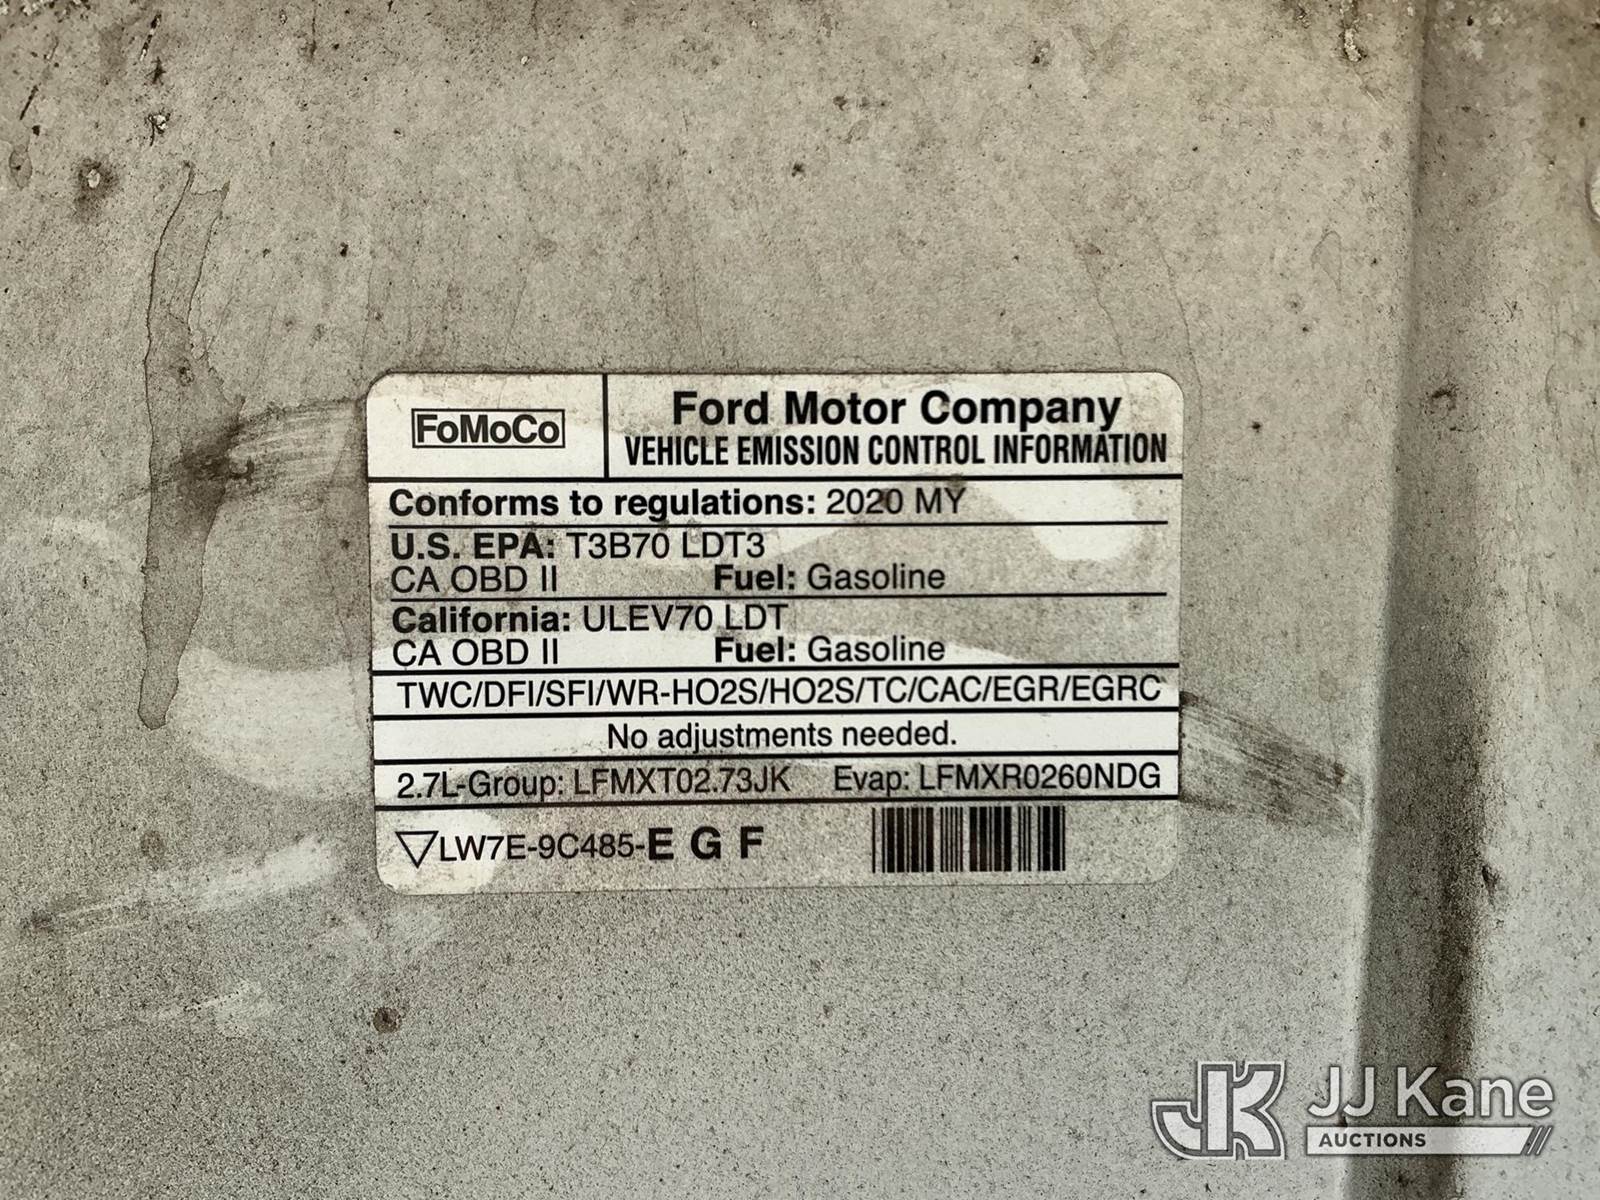 FoMoCo
Ford Motor Company
VEHICLE EMISSION CONTROL INFORMATION
Conforms to regulations: 2020 MY
U.S. EPA: T3B70 LDT3
CA OBD II Fuel: Gasoline
California: ULEV70 LDT
CA OBD II Fuel: Gasoline
TWC/DFI/SFI/WR-HO2S/HO2S/TC/CAC/EGR/EGRC
No adjustments needed.
2.7L-Group: LFMXT02.73JK Evap: LFMXR0260NDG
LW7E-9C485-E G F
JK JJ Kane
AUCTIONS